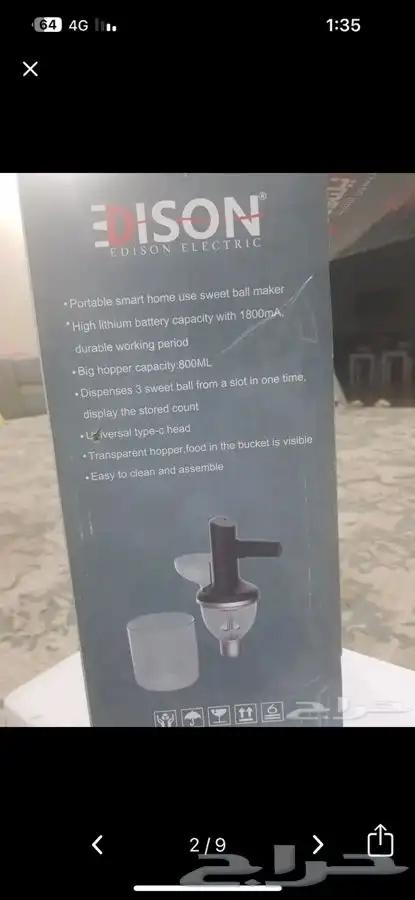 64 4G 1:35
EDISON®
EDISON ELECTRIC
•Portable smart home use sweet ball maker
•High lithium battery capacity with 1800mA,
durable working period
•Big hopper capacity:800ML
•Dispenses 3 sweet ball from a slot in one time,
display the stored count
•Universal type-c head
•Transparent hopper,food in the bucket is visible
•Easy to clean and assemble
6
حراج
2 / 9
حراج